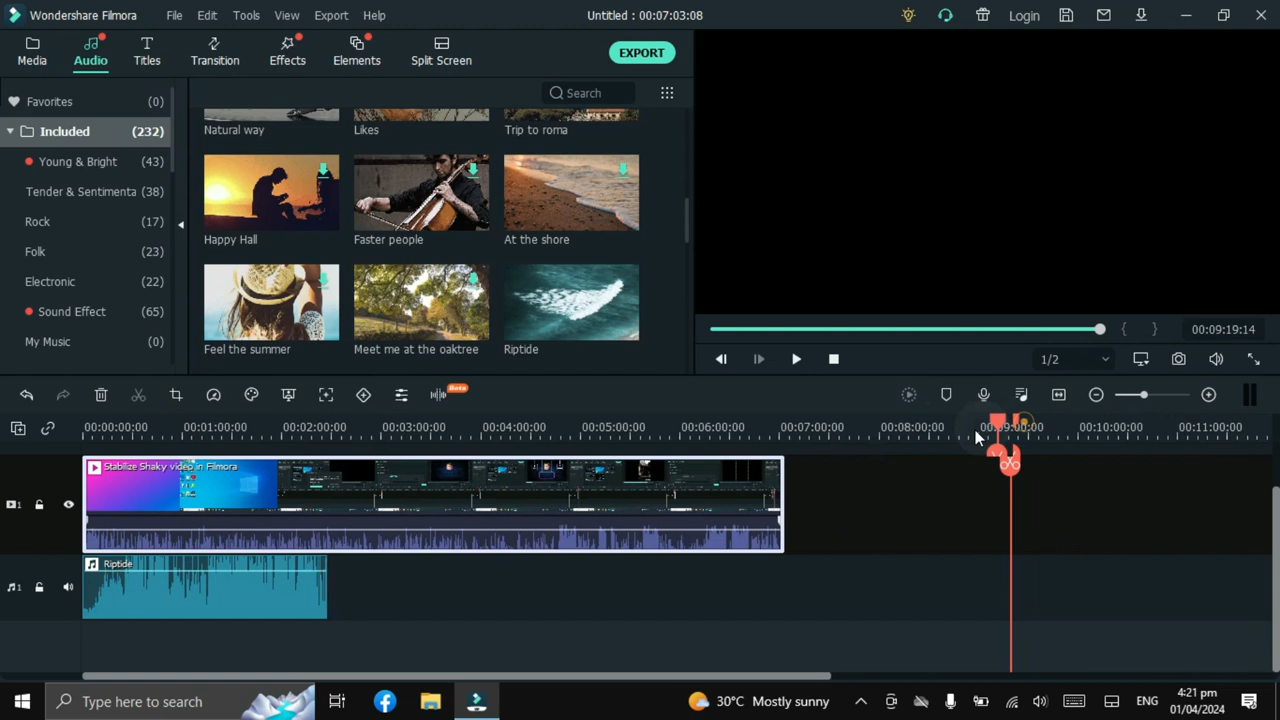 Wondershare Filmora
File
Edit
Tools
View
Export
Help
Untitled : 00:07:03:08
Login
Media
Audio
Titles
Transition
Effects
Elements
Split Screen
EXPORT
Favorites (0)
Included (232)
Young & Bright (43)
Tender & Sentimenta (38)
Rock (17)
Folk (23)
Electronic (22)
Sound Effect (65)
My Music (0)
Search
Natural way
Likes
Trip to roma
Happy Hall
Faster people
At the shore
Feel the summer
Meet me at the oaktree
Riptide
00:09:19:14
1/2
Beta
00:00:00:00
00:01:00:00
00:02:00:00
00:03:00:00
00:04:00:00
00:05:00:00
00:06:00:00
00:07:00:00
00:08:00:00
00:09:00:00
00:10:00:00
00:11:00:00
1
Stabilize Shaky video in Filmora
1
Riptide
Type here to search
30°C Mostly sunny
ENG
4:21 pm
01/04/2024